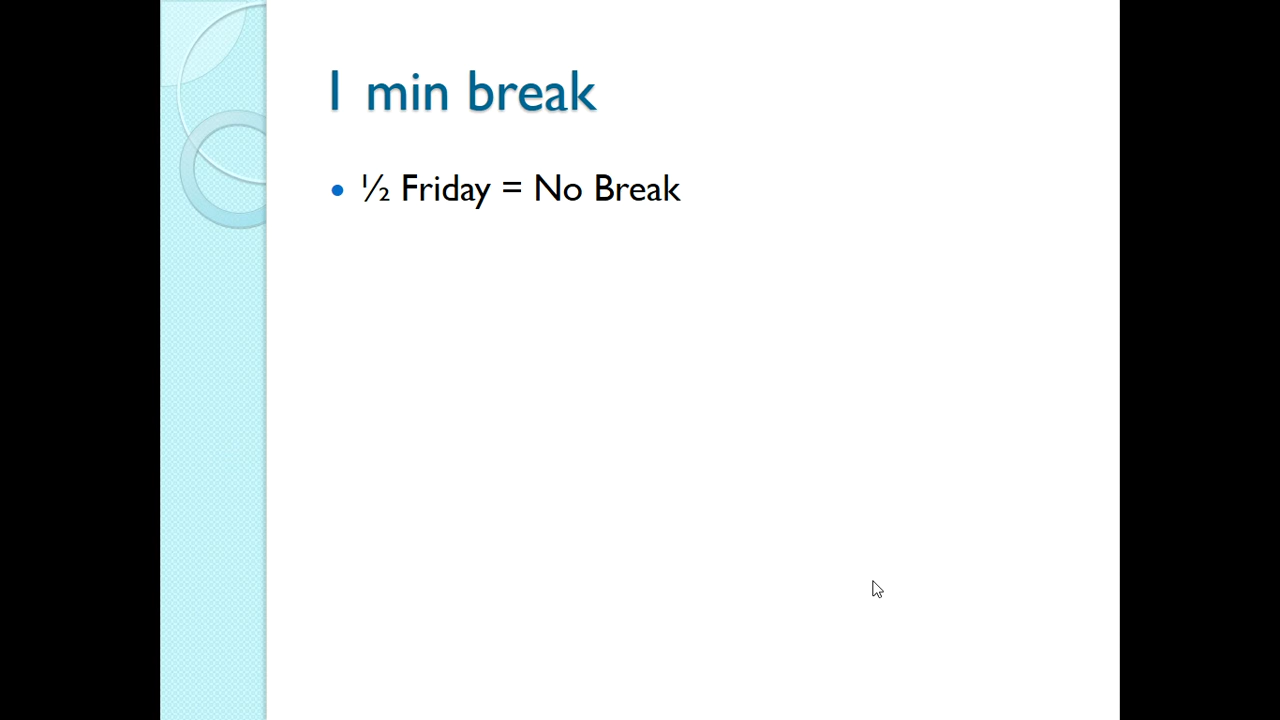 1 min break
• ½ Friday = No Break